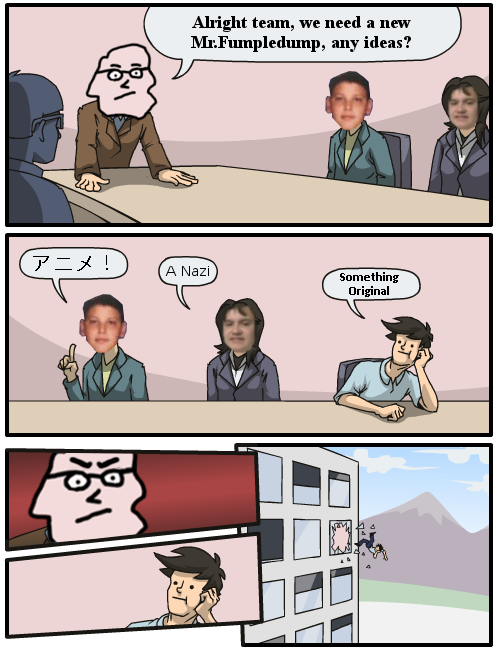 Alright team, we need a new
Mr.Fumpledump, any ideas?
アニメ！
A Nazi
Something
Original